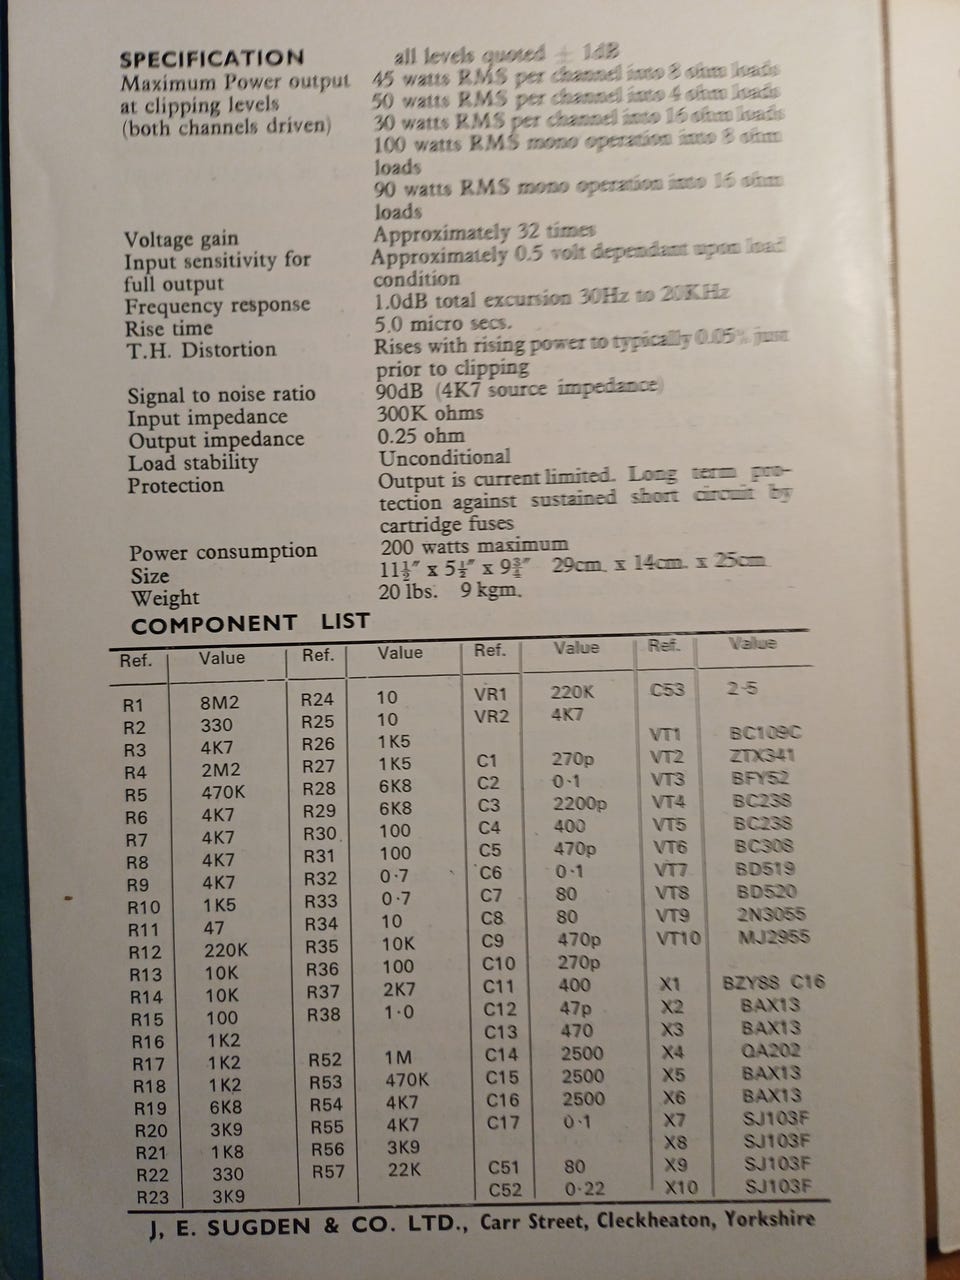 SPECIFICATION all levels quoted ± 1dB
Maximum Power output 45 watts RMS per channel into 8 ohm loads
at clipping levels 50 watts RMS per channel into 4 ohm loads
(both channels driven) 30 watts RMS per channel into 16 ohm loads
100 watts RMS mono operation into 8 ohm
loads
90 watts RMS mono operation into 16 ohm
loads
Voltage gain Approximately 32 times
Input sensitivity for Approximately 0.5 volt dependant upon load
full output condition
Frequency response 1.0dB total excursion 30Hz to 20KHz
Rise time 5.0 micro secs.
T.H. Distortion Rises with rising power to typically 0.05% just
prior to clipping
Signal to noise ratio 90dB (4K7 source impedance)
Input impedance 300K ohms
Output impedance 0.25 ohm
Load stability Unconditional
Protection Output is current limited. Long term pro-
tection against sustained short circuit by
cartridge fuses
Power consumption 200 watts maximum
Size 11½″ x 5½″ x 9¾″ 29cm. x 14cm. x 25cm
Weight 20 lbs. 9 kgm.
COMPONENT LIST
Ref. Value Ref. Value Ref. Value Ref. Value
R1 8M2 R24 10 VR1 220K C53 2·5
R2 330 R25 10 VR2 4K7
R3 4K7 R26 1K5 VT1 BC109C
R4 2M2 R27 1K5 C1 270p VT2 ZTX341
R5 470K R28 6K8 C2 0·1 VT3 BFY52
R6 4K7 R29 6K8 C3 2200p VT4 BC238
R7 4K7 R30 100 C4 400 VT5 BC238
R8 4K7 R31 100 C5 470p VT6 BC308
R9 4K7 R32 0·7 C6 0·1 VT7 BD519
R10 1K5 R33 0·7 C7 80 VT8 BD520
R11 47 R34 10 C8 80 VT9 2N3055
R12 220K R35 10K C9 470p VT10 MJ2955
R13 10K R36 100 C10 270p
R14 10K R37 2K7 C11 400 X1 BZY88 C16
R15 100 R38 1·0 C12 47p X2 BAX13
R16 1K2 C13 470 X3 BAX13
R17 1K2 R52 1M C14 2500 X4 OA202
R18 1K2 R53 470K C15 2500 X5 BAX13
R19 6K8 R54 4K7 C16 2500 X6 BAX13
R20 3K9 R55 4K7 C17 0·1 X7 SJ103F
R21 1K8 R56 3K9 X8 SJ103F
R22 330 R57 22K C51 80 X9 SJ103F
R23 3K9 C52 0·22 X10 SJ103F
J. E. SUGDEN & CO. LTD., Carr Street, Cleckheaton, Yorkshire